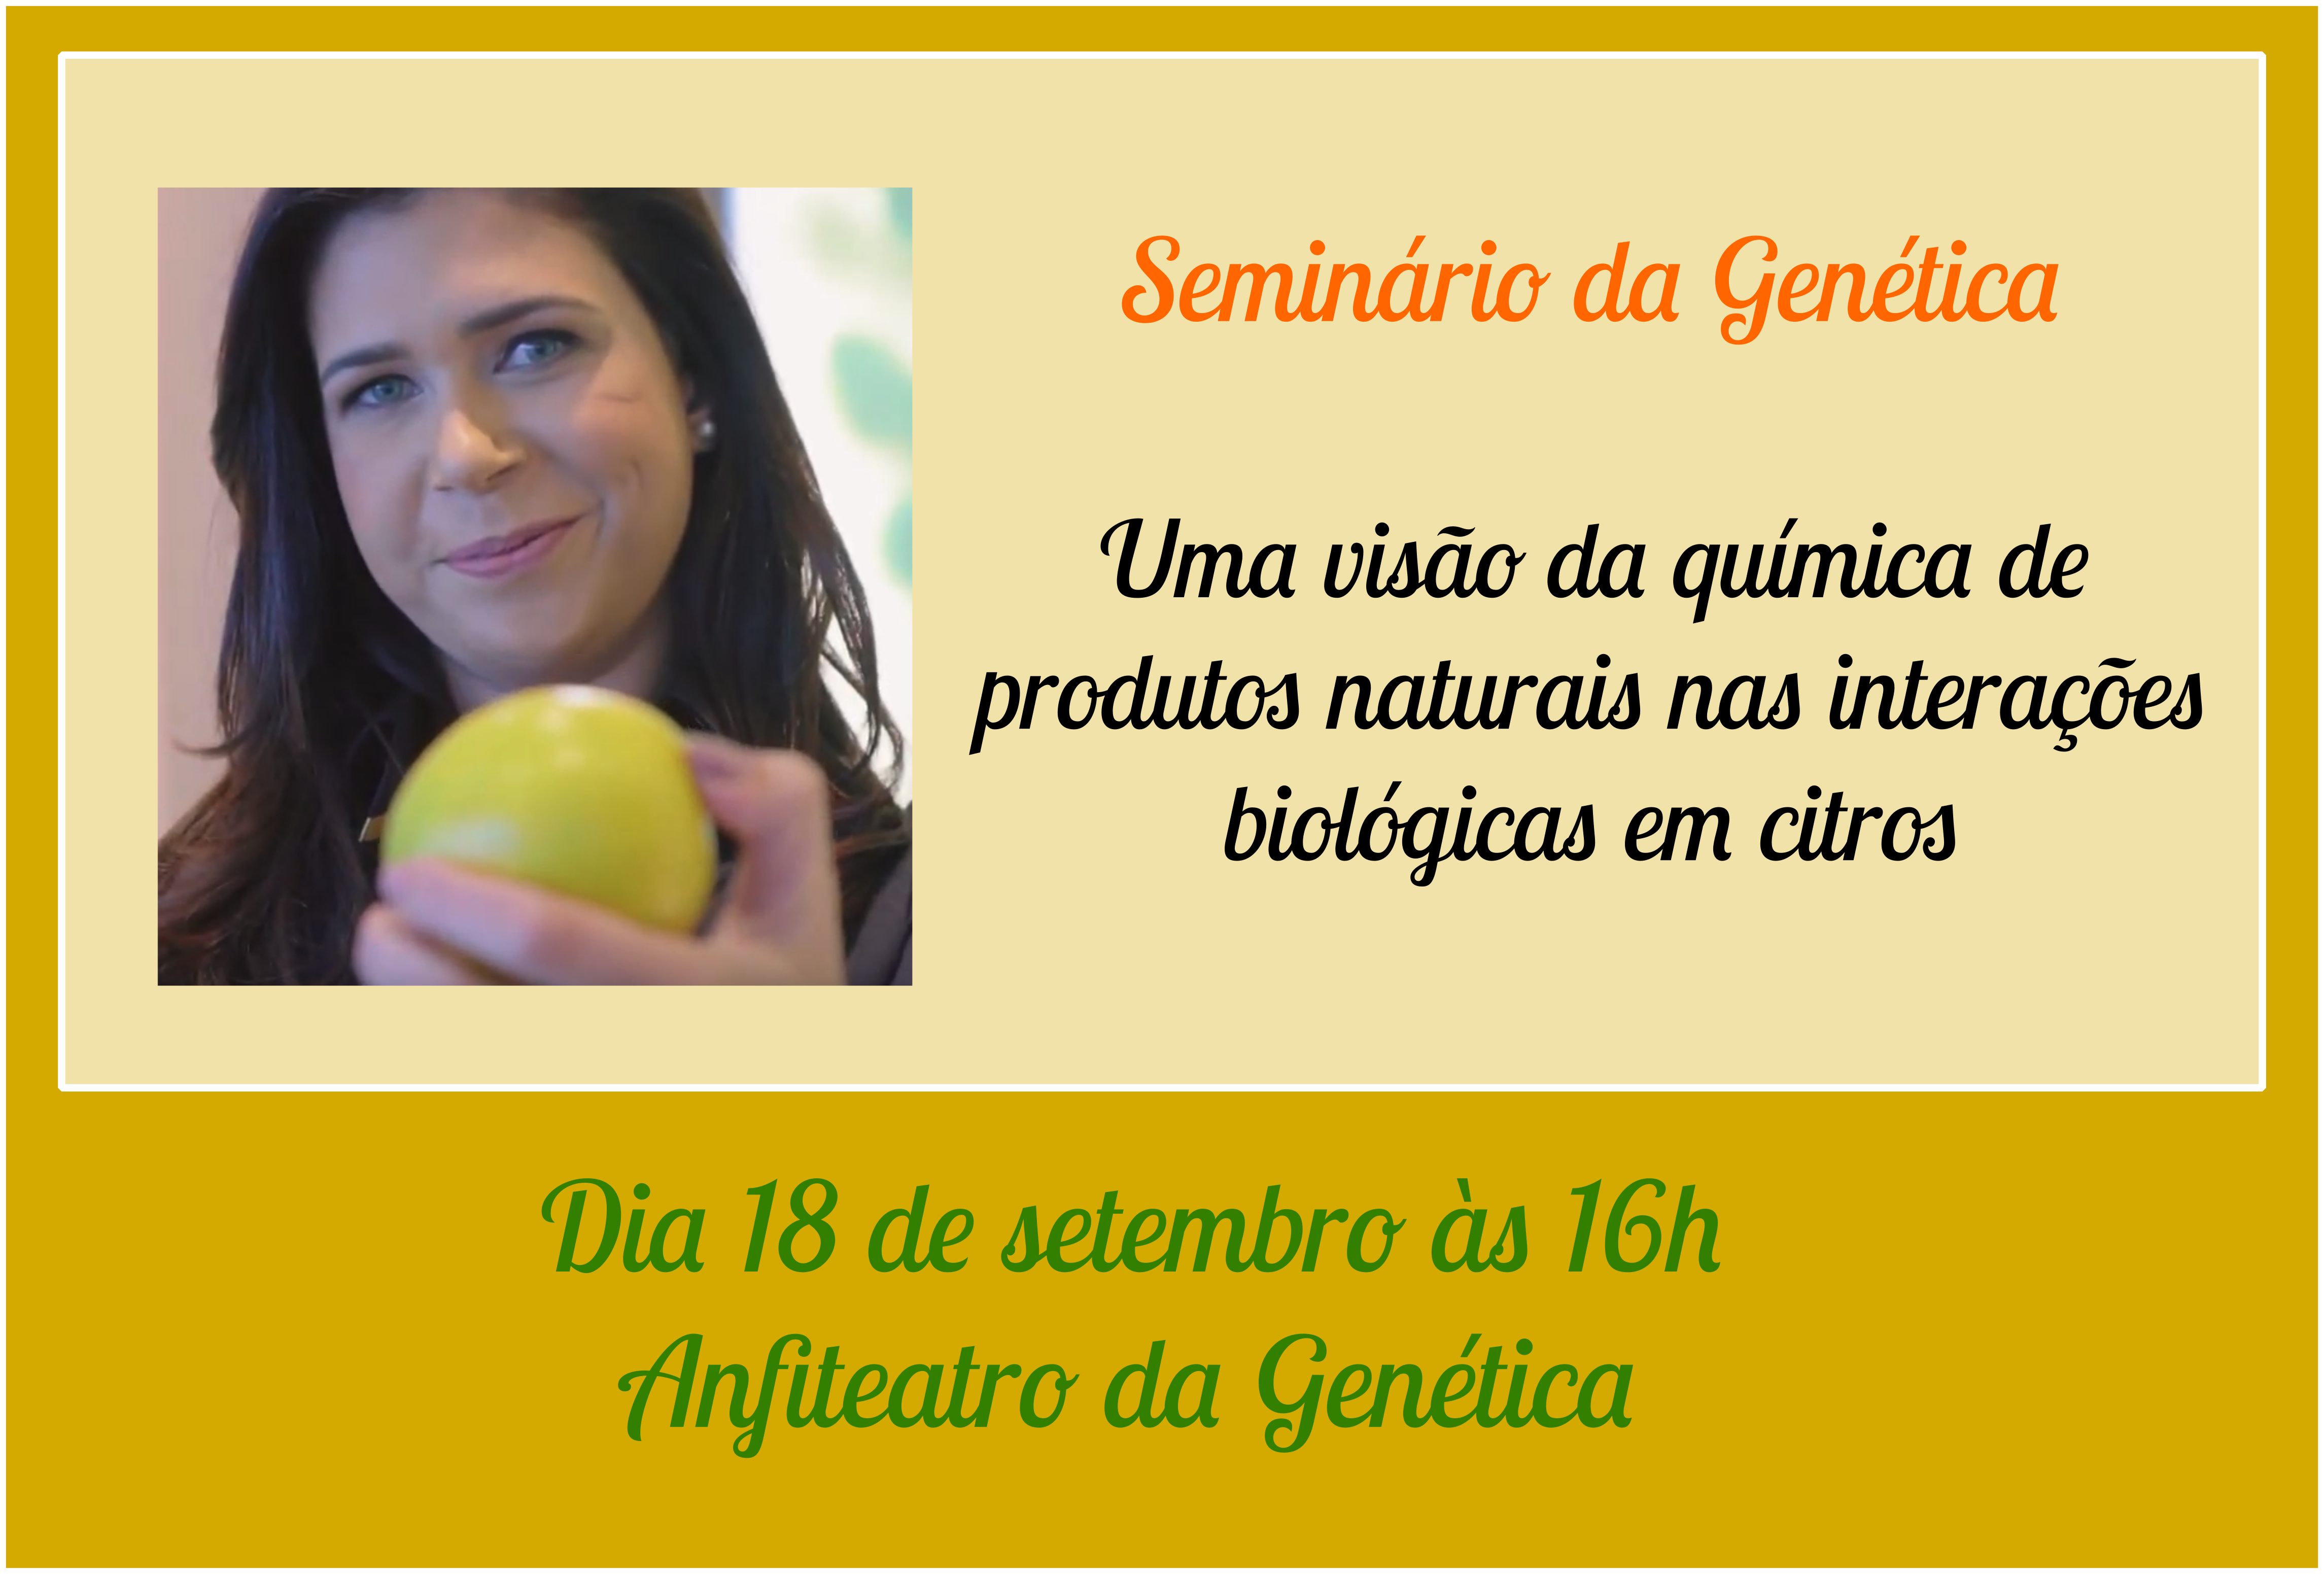 Seminário da Genética
Uma visão da química de
produtos naturais nas interações
biológicas em citros
Dia 18 de setembro às 16h
Anfiteatro da Genética